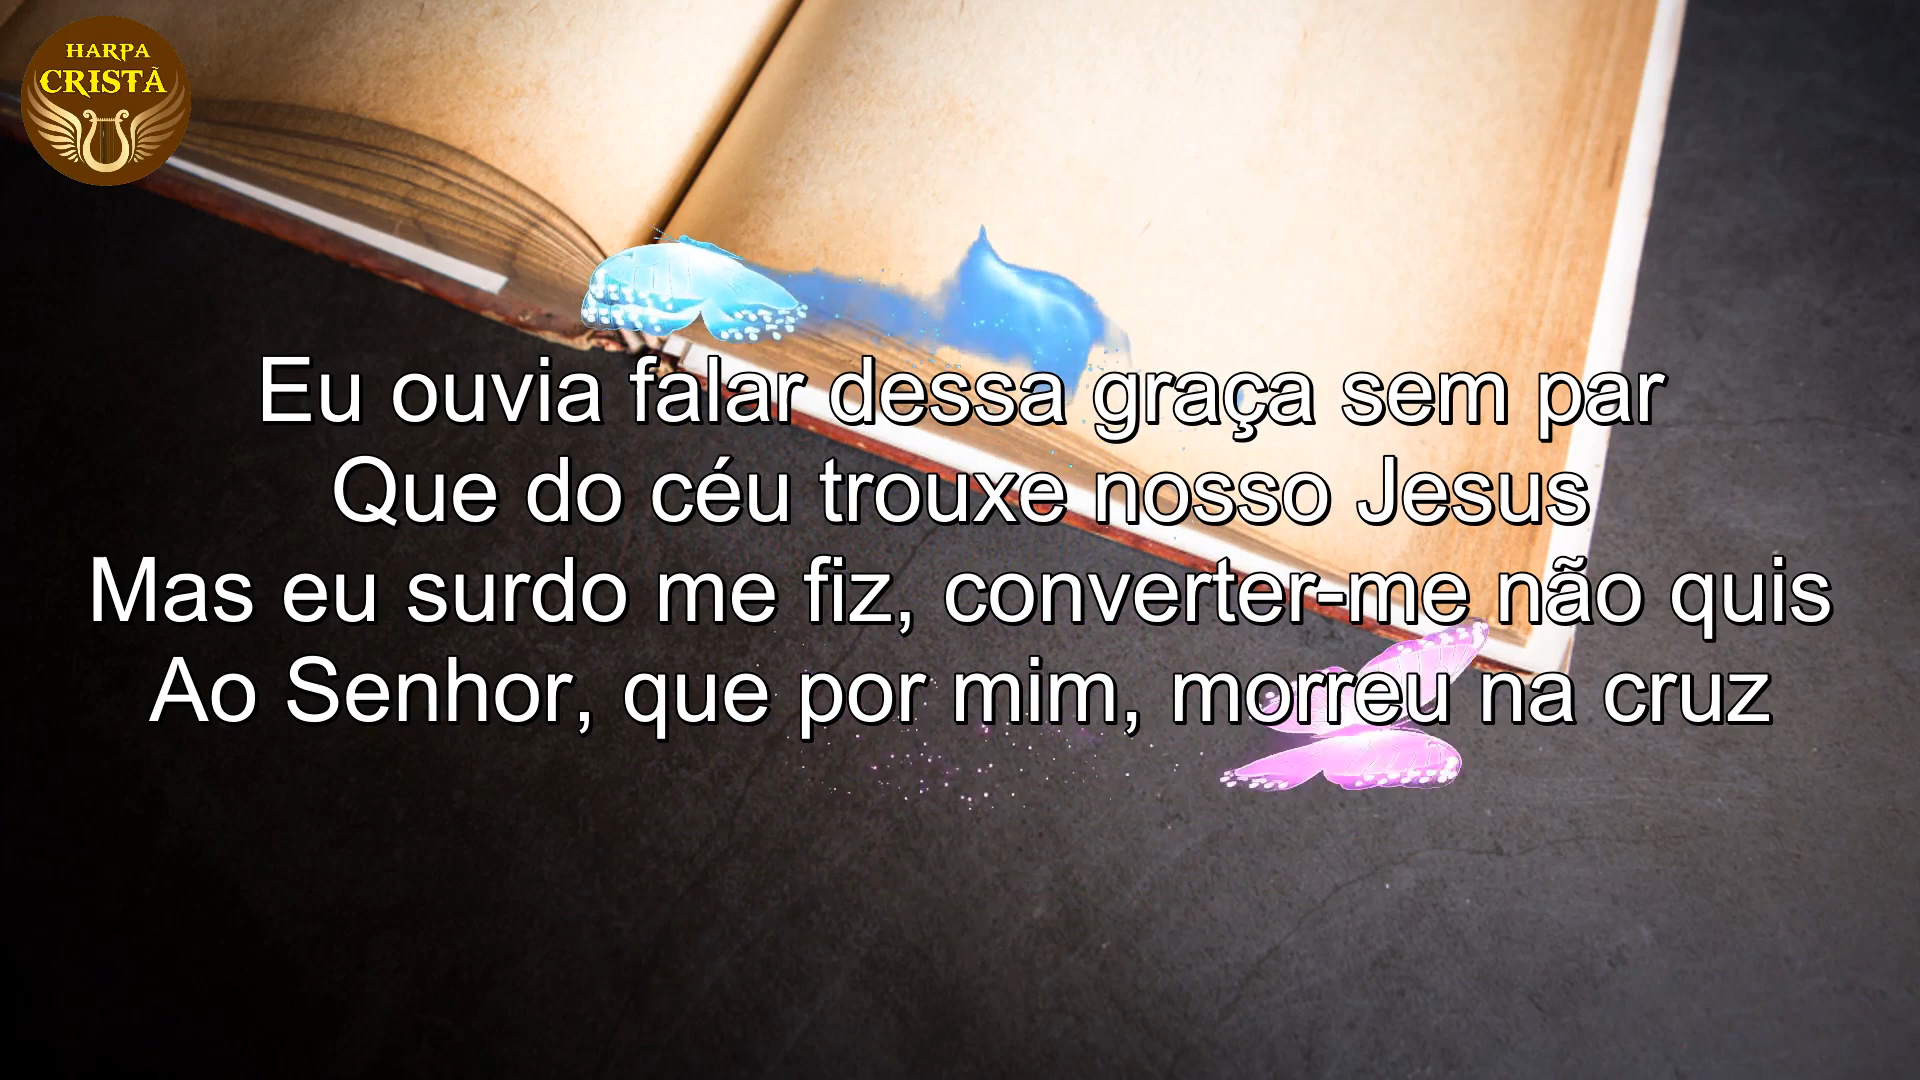 HARPA
CRISTÃ
Eu ouvia falar dessa graça sem par
Que do céu trouxe nosso Jesus
Mas eu surdo me fiz, converter-me não quis
Ao Senhor, que por mim, morreu na cruz